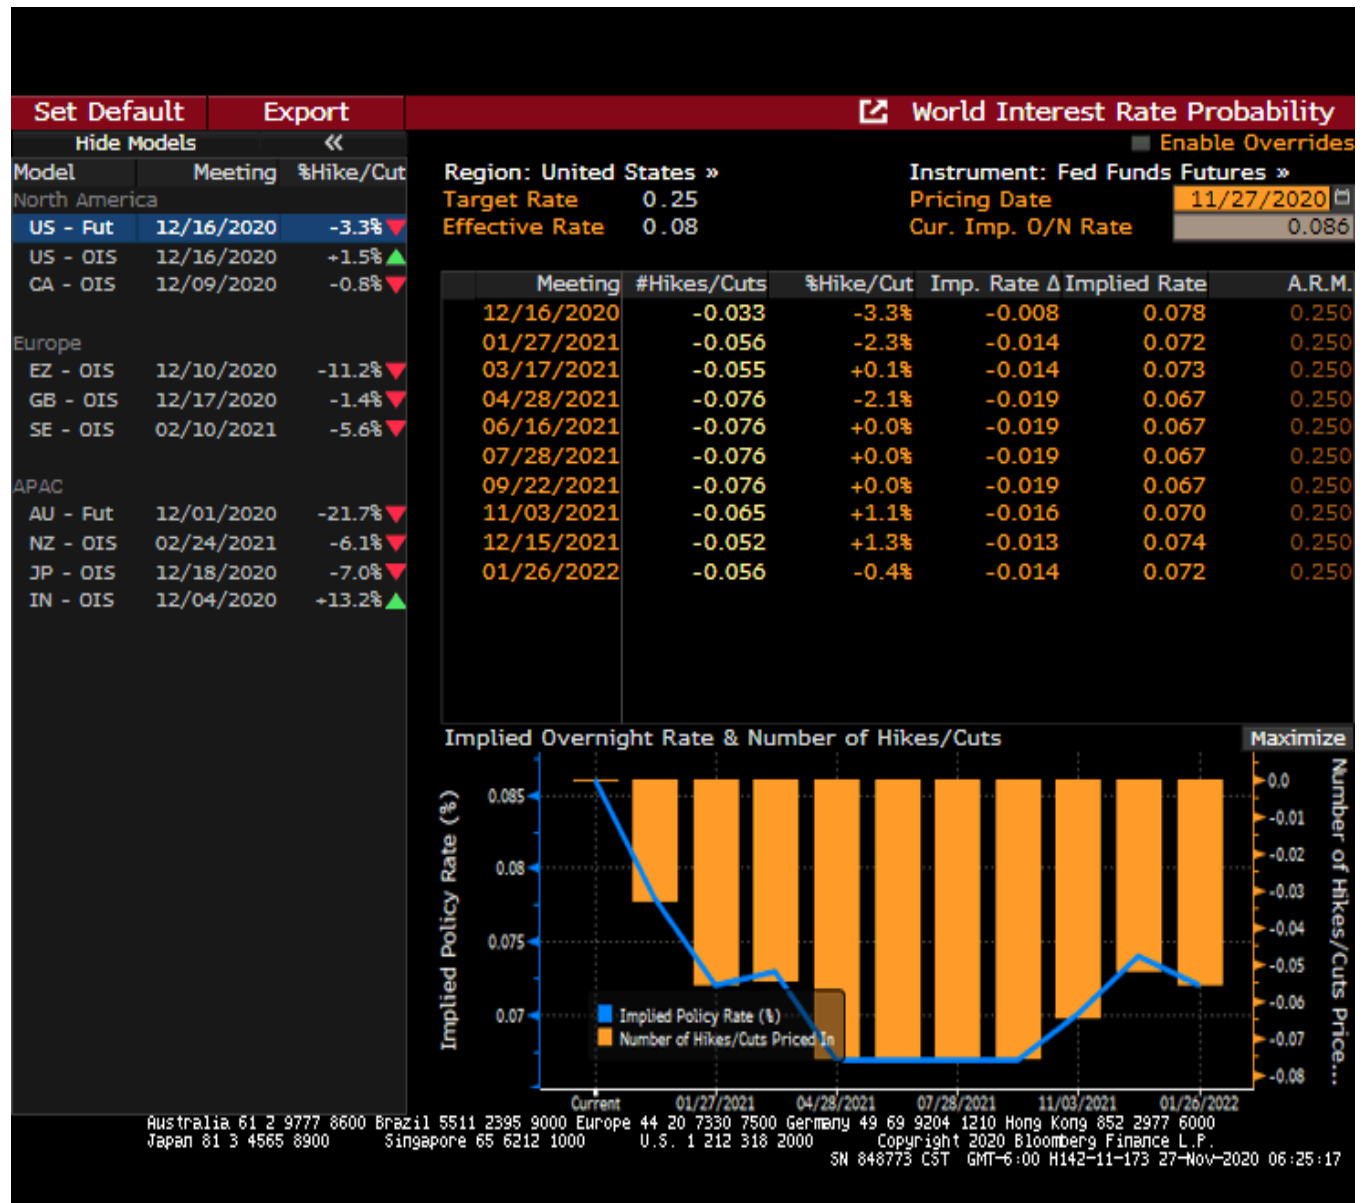 Set Default Export World Interest Rate Probability
Hide Models « Enable Overrides
Model Meeting %Hike/Cut
North America
US - Fut 12/16/2020 -3.3%
US - OIS 12/16/2020 +1.5%
CA - OIS 12/09/2020 -0.8%
Europe
EZ - OIS 12/10/2020 -11.2%
GB - OIS 12/17/2020 -1.4%
SE - OIS 02/10/2021 -5.6%
APAC
AU - Fut 12/01/2020 -21.7%
NZ - OIS 02/24/2021 -6.1%
JP - OIS 12/18/2020 -7.0%
IN - OIS 12/04/2020 +13.2%
Region: United States » Instrument: Fed Funds Futures »
Target Rate 0.25 Pricing Date 11/27/2020
Effective Rate 0.08 Cur. Imp. O/N Rate 0.086
Meeting #Hikes/Cuts %Hike/Cut Imp. Rate Δ Implied Rate A.R.M.
12/16/2020 -0.033 -3.3% -0.008 0.078 0.250
01/27/2021 -0.056 -2.3% -0.014 0.072 0.250
03/17/2021 -0.055 +0.1% -0.014 0.073 0.250
04/28/2021 -0.076 -2.1% -0.019 0.067 0.250
06/16/2021 -0.076 +0.0% -0.019 0.067 0.250
07/28/2021 -0.076 +0.0% -0.019 0.067 0.250
09/22/2021 -0.076 +0.0% -0.019 0.067 0.250
11/03/2021 -0.065 +1.1% -0.016 0.070 0.250
12/15/2021 -0.052 +1.3% -0.013 0.074 0.250
01/26/2022 -0.056 -0.4% -0.014 0.072 0.250
Implied Overnight Rate & Number of Hikes/Cuts Maximize
Implied Policy Rate (%)
0.085
0.08
0.075
0.07
Implied Policy Rate (%)
Number of Hikes/Cuts Priced In
0.0
-0.01
-0.02
-0.03
-0.04
-0.05
-0.06
-0.07
-0.08
Number of Hikes/Cuts Price...
Current 01/27/2021 04/28/2021 07/28/2021 11/03/2021 01/26/2022
Australia 61 2 9777 8600 Brazil 5511 2395 9000 Europe 44 20 7330 7500 Germany 49 69 9204 1210 Hong Kong 852 2977 6000
Japan 81 3 4565 8900 Singapore 65 6212 1000 U.S. 1 212 318 2000 Copyright 2020 Bloomberg Finance L.P.
SN 848773 CST GMT-6:00 H142-11-173 27-Nov-2020 06:25:17